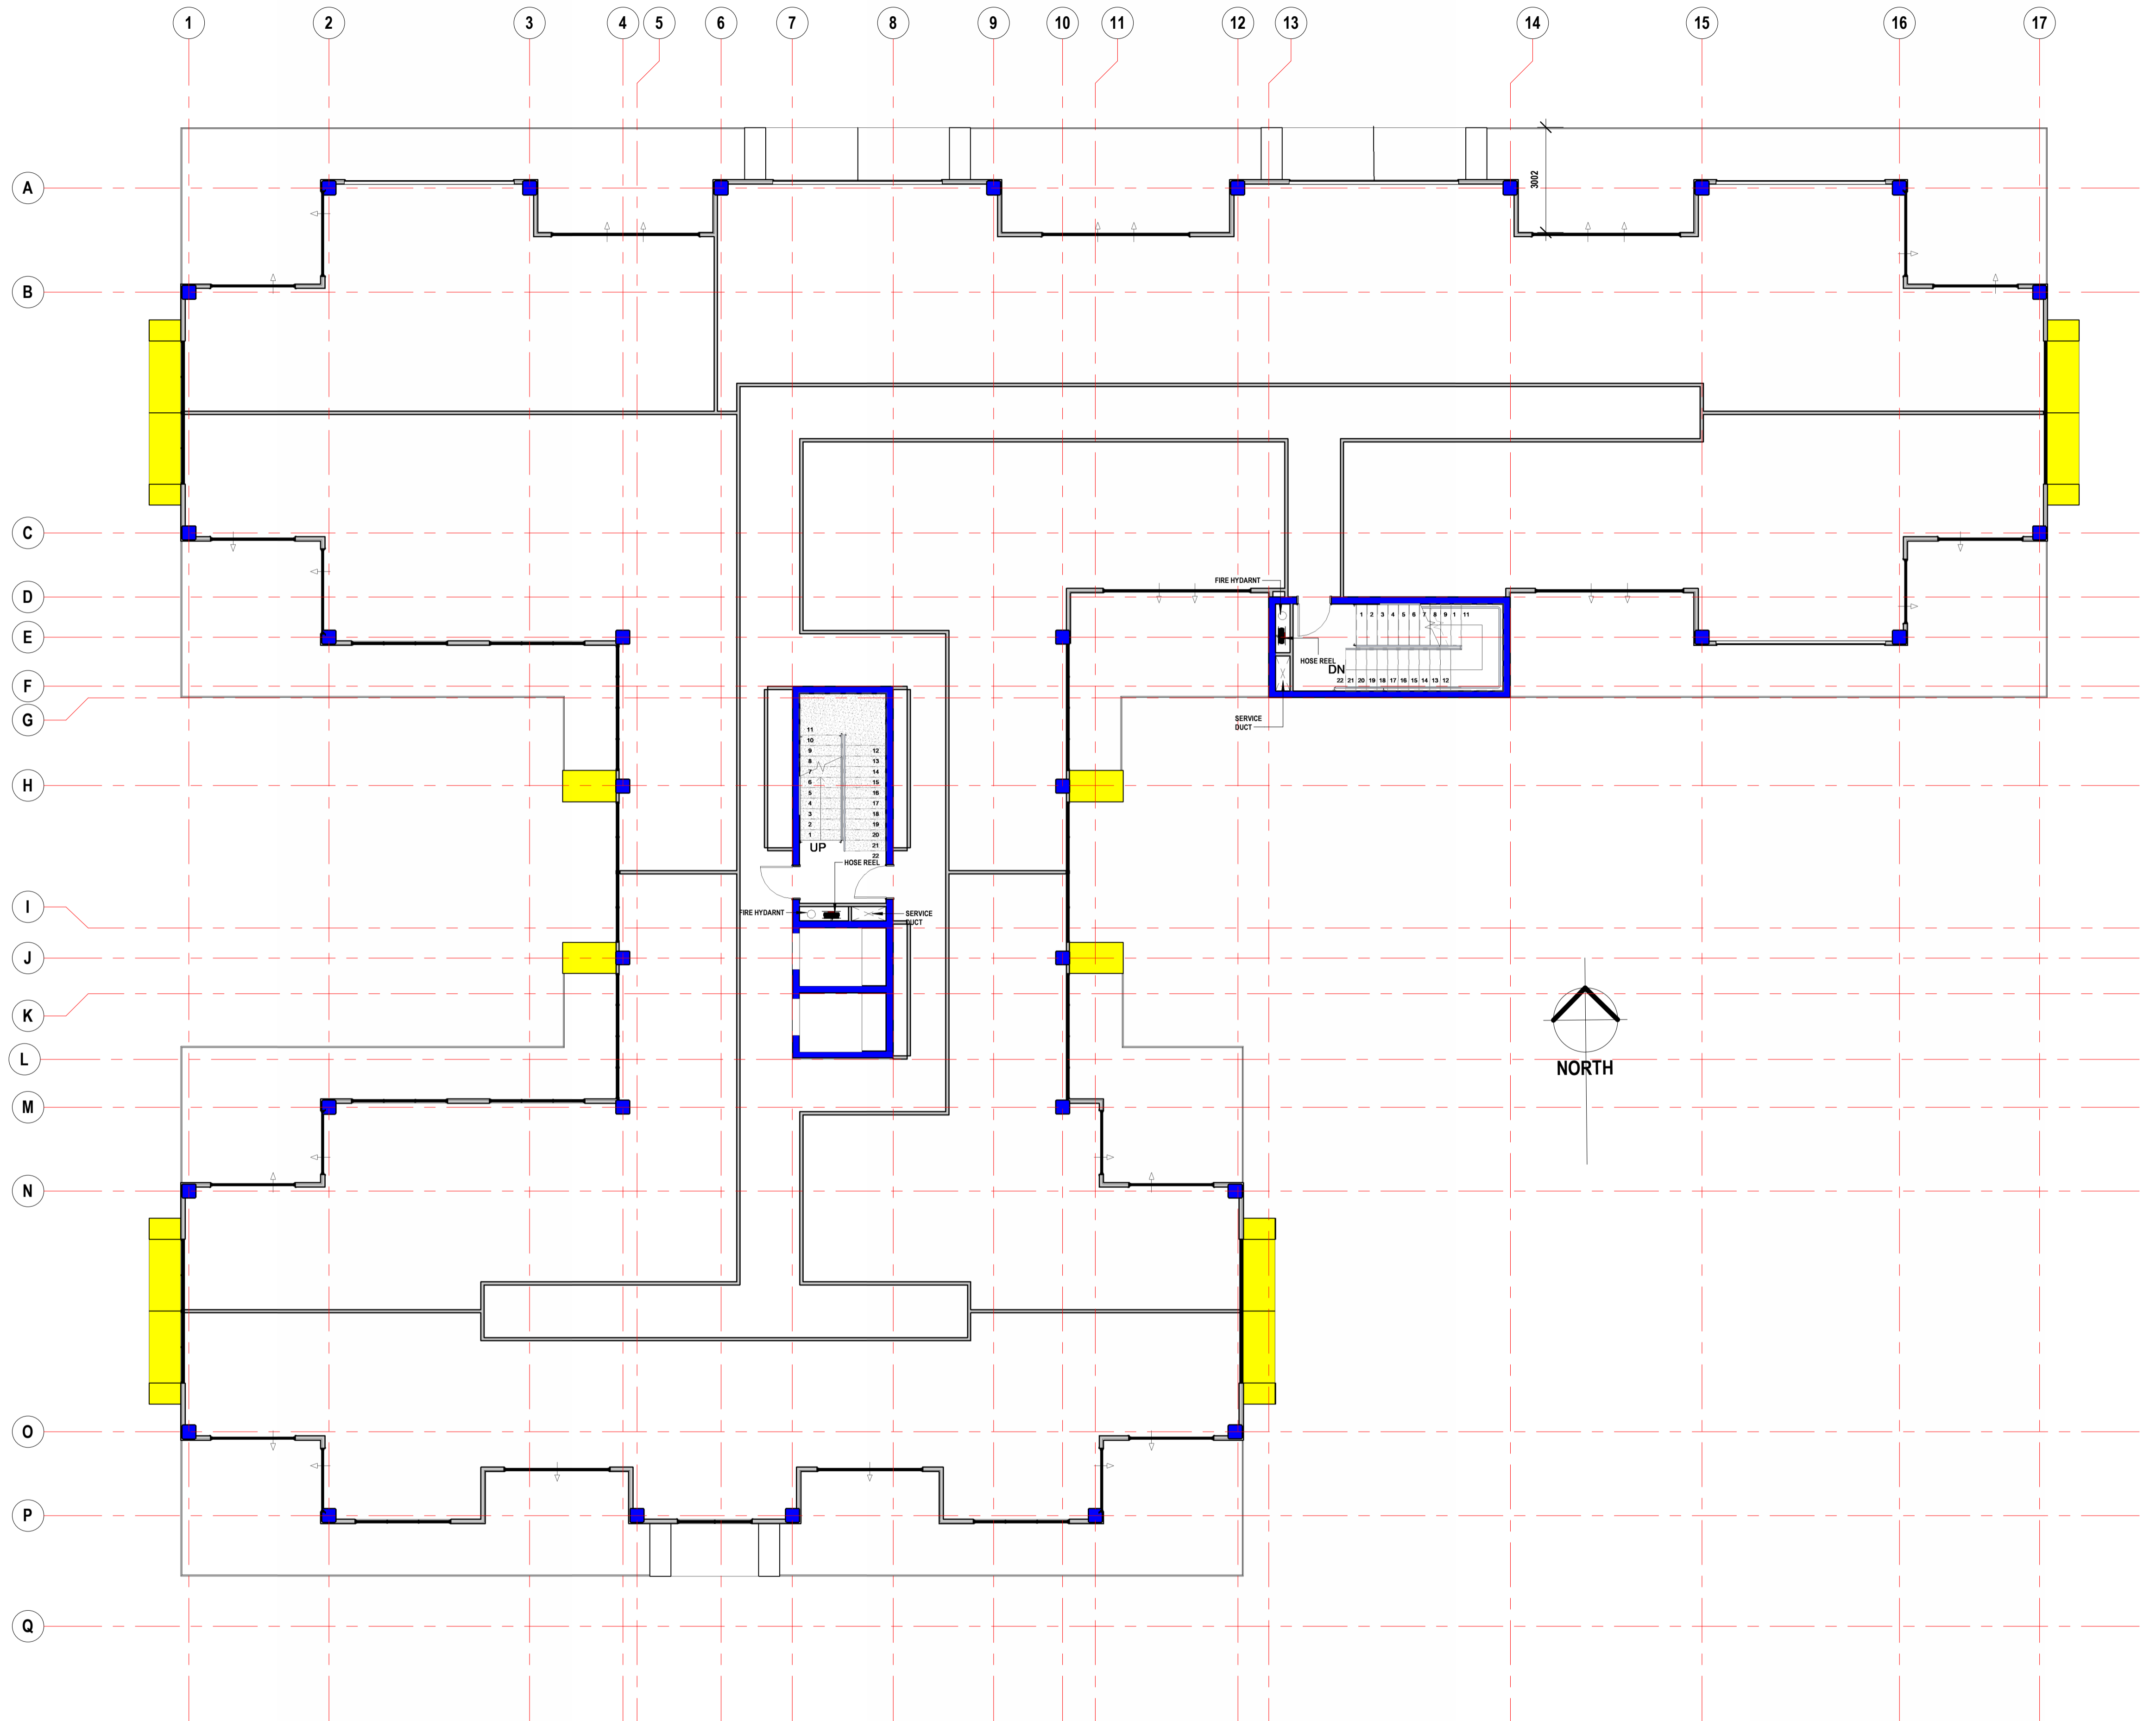 1 2 3 4 5 6 7 8 9 10 11 12 13 14 15 16 17
A
3002
B
C
D
FIRE HYDARNT
1 2 3 4 5 6 7 8 9 1 11
E
HOSE REEL
DN
F
22 21 20 19 18 17 16 15 14 13 12
G
SERVICE
DUCT
11
10
9 12
8 13
7 14
H
6 15
5 16
4 17
3 18
2 19
1 20
UP 21
22
HOSE REEL
I
FIRE HYDARNT
SERVICE
DUCT
J
K
L
NORTH
M
N
O
P
Q